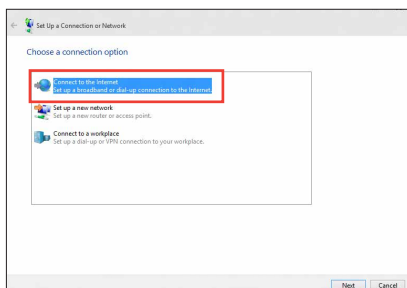 Set Up a Connection or Network
Choose a connection option
Connect to the Internet
Set up a broadband or dial-up connection to the Internet.
Set up a new network
Set up a new router or access point.
Connect to a workplace
Set up a dial-up or VPN connection to your workplace.
Next Cancel